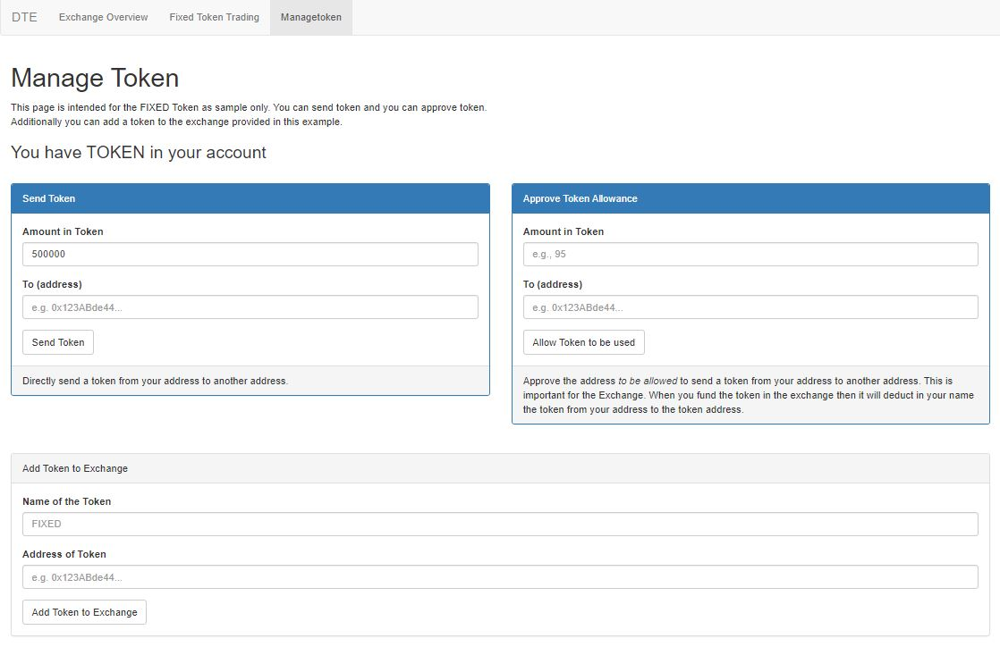 DTE Exchange Overview Fixed Token Trading Managetoken
Manage Token
This page is intended for the FIXED Token as sample only. You can send token and you can approve token.
Additionally you can add a token to the exchange provided in this example.
You have TOKEN in your account
Send Token
Amount in Token
500000
To (address)
e.g. 0x123ABde44...
Send Token
Directly send a token from your address to another address.
Approve Token Allowance
Amount in Token
e.g., 95
To (address)
e.g. 0x123ABde44...
Allow Token to be used
Approve the address to be allowed to send a token from your address to another address. This is
important for the Exchange. When you fund the token in the exchange then it will deduct in your name
the token from your address to the token address.
Add Token to Exchange
Name of the Token
FIXED
Address of Token
e.g. 0x123ABde44...
Add Token to Exchange